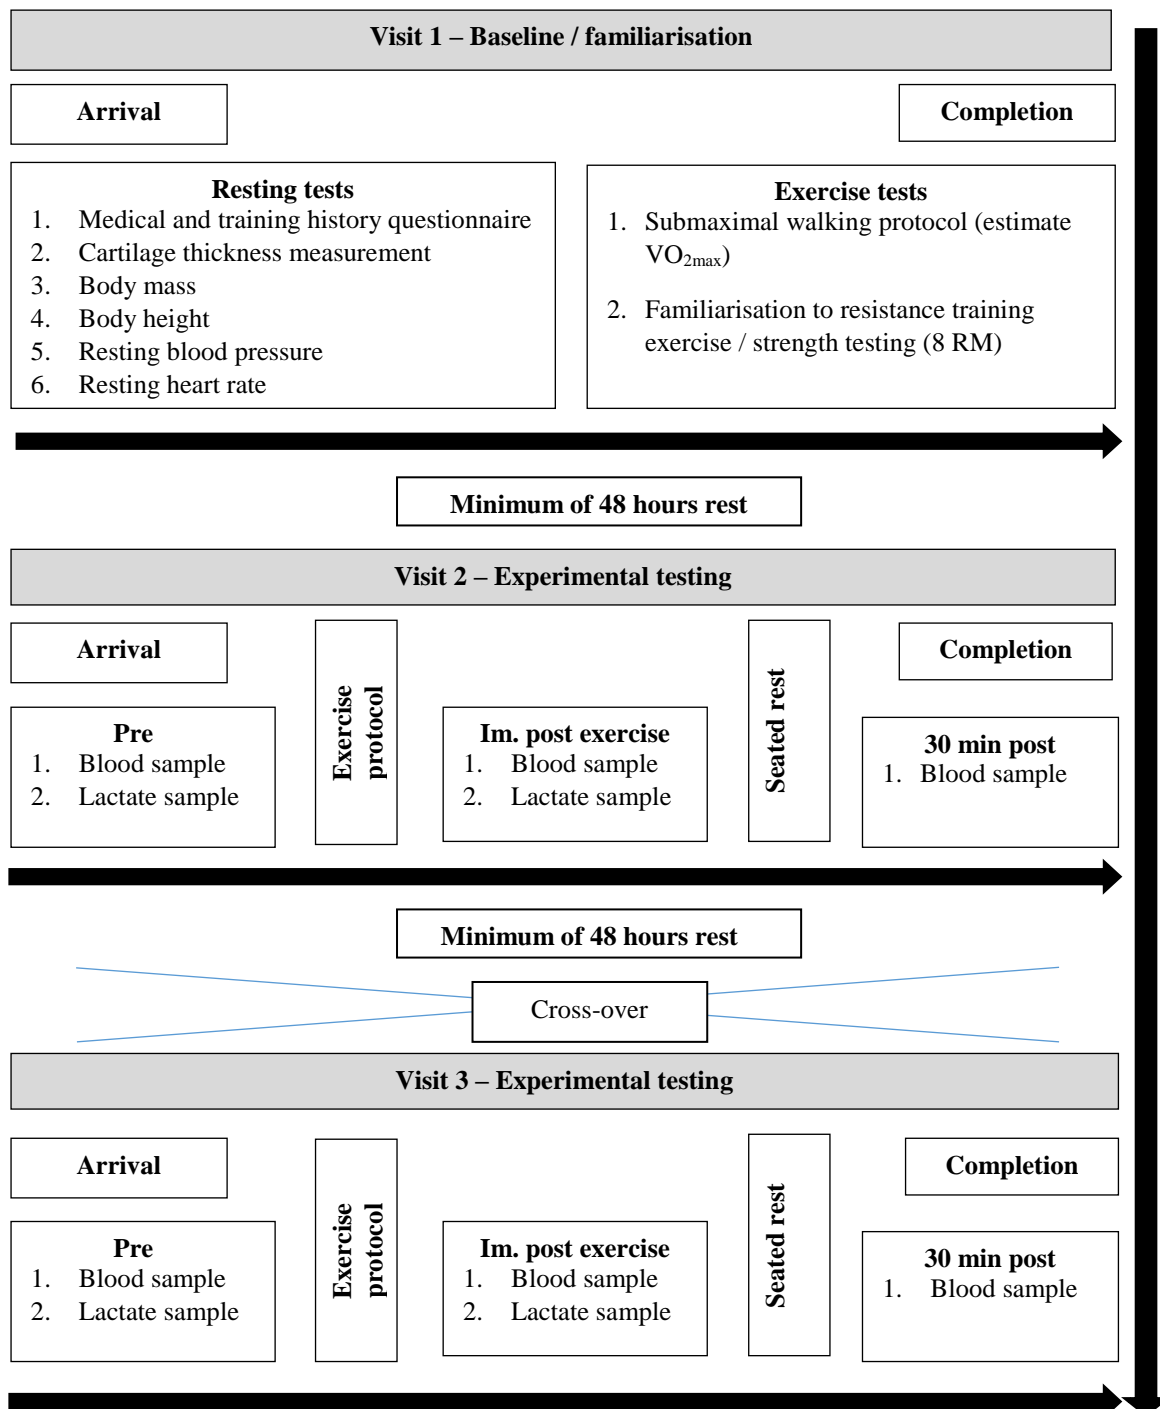 Visit 1 – Baseline / familiarisation
Arrival
Completion
Resting tests
1. Medical and training history questionnaire
2. Cartilage thickness measurement
3. Body mass
4. Body height
5. Resting blood pressure
6. Resting heart rate
Exercise tests
1. Submaximal walking protocol (estimate
VO2max)
2. Familiarisation to resistance training
exercise / strength testing (8 RM)
Minimum of 48 hours rest
Visit 2 – Experimental testing
Arrival
Completion
Pre
1. Blood sample
2. Lactate sample
Exercise
protocol
Im. post exercise
1. Blood sample
2. Lactate sample
Seated rest
30 min post
1. Blood sample
Minimum of 48 hours rest
Cross-over
Visit 3 – Experimental testing
Arrival
Completion
Pre
1. Blood sample
2. Lactate sample
Exercise
protocol
Im. post exercise
1. Blood sample
2. Lactate sample
Seated rest
30 min post
1. Blood sample